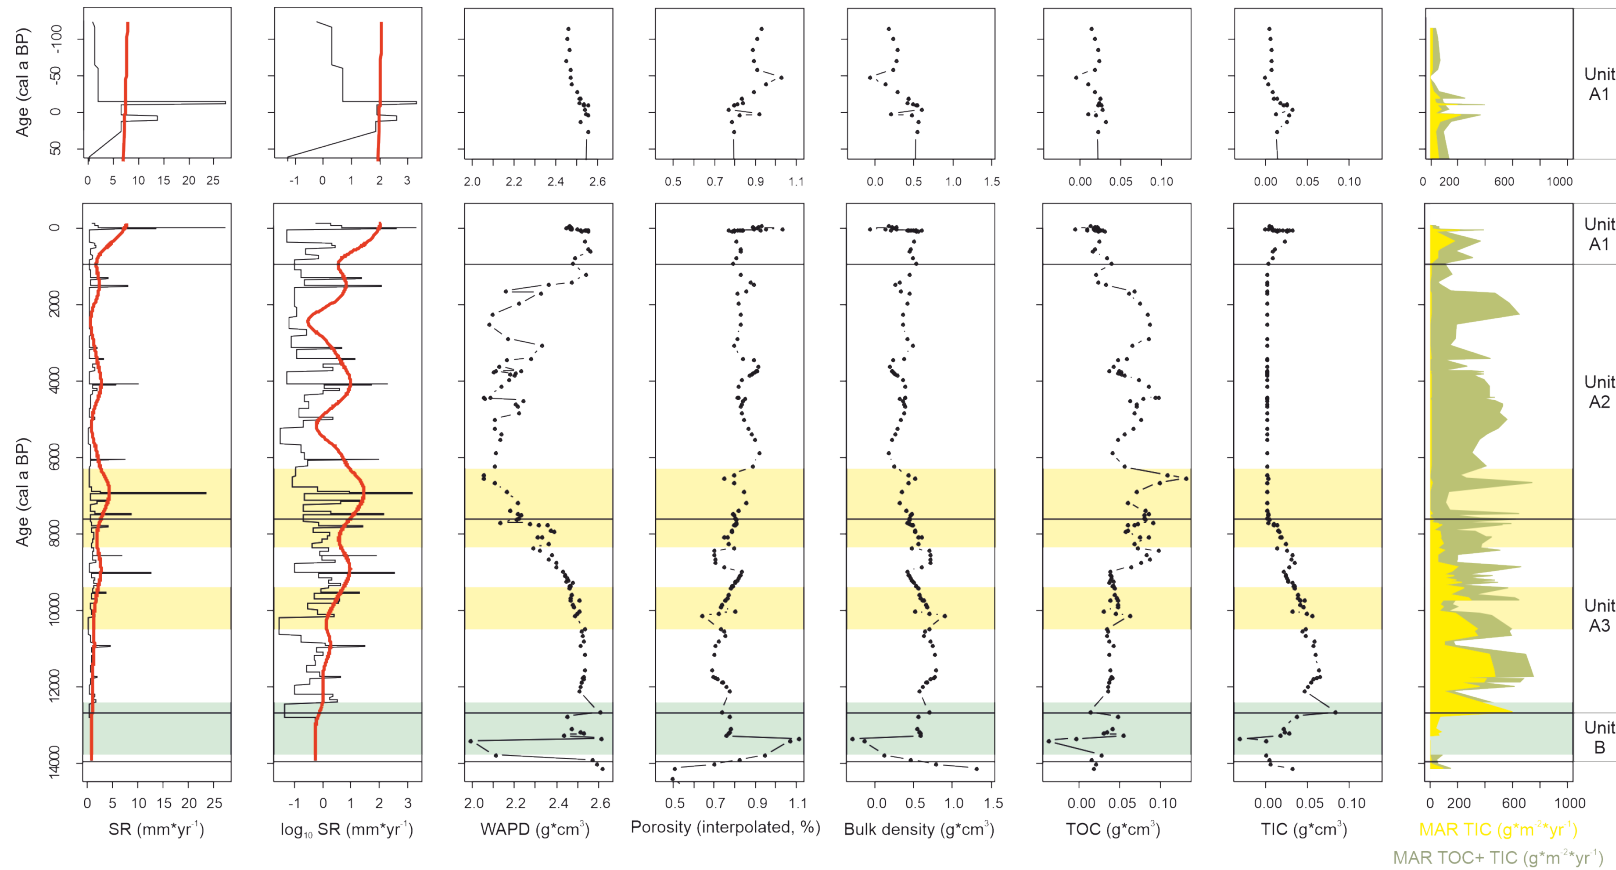 Age (cal a BP)
-100
-50
0
50
Unit
A1
0 5 10 15 20 25
-1 0 1 2 3
2.0 2.2 2.4 2.6
0.5 0.7 0.9 1.1
0.0 0.5 1.0 1.5
0.00 0.05 0.10
0.00 0.05 0.10
0 200 600 1000
Age (cal a BP)
0
2000
4000
6000
8000
10000
12000
14000
Unit
A1
Unit
A2
Unit
A3
Unit
B
0 5 10 15 20 25
-1 0 1 2 3
2.0 2.2 2.4 2.6
0.5 0.7 0.9 1.1
0.0 0.5 1.0 1.5
0.00 0.05 0.10
0.00 0.05 0.10
0 200 600 1000
SR (mm*yr⁻¹)
log₁₀ SR (mm*yr⁻¹)
WAPD (g*cm³)
Porosity (interpolated, %)
Bulk density (g*cm³)
TOC (g*cm³)
TIC (g*cm³)
MAR TIC (g*m⁻²*yr⁻¹)
MAR TOC+ TIC (g*m⁻²*yr⁻¹)